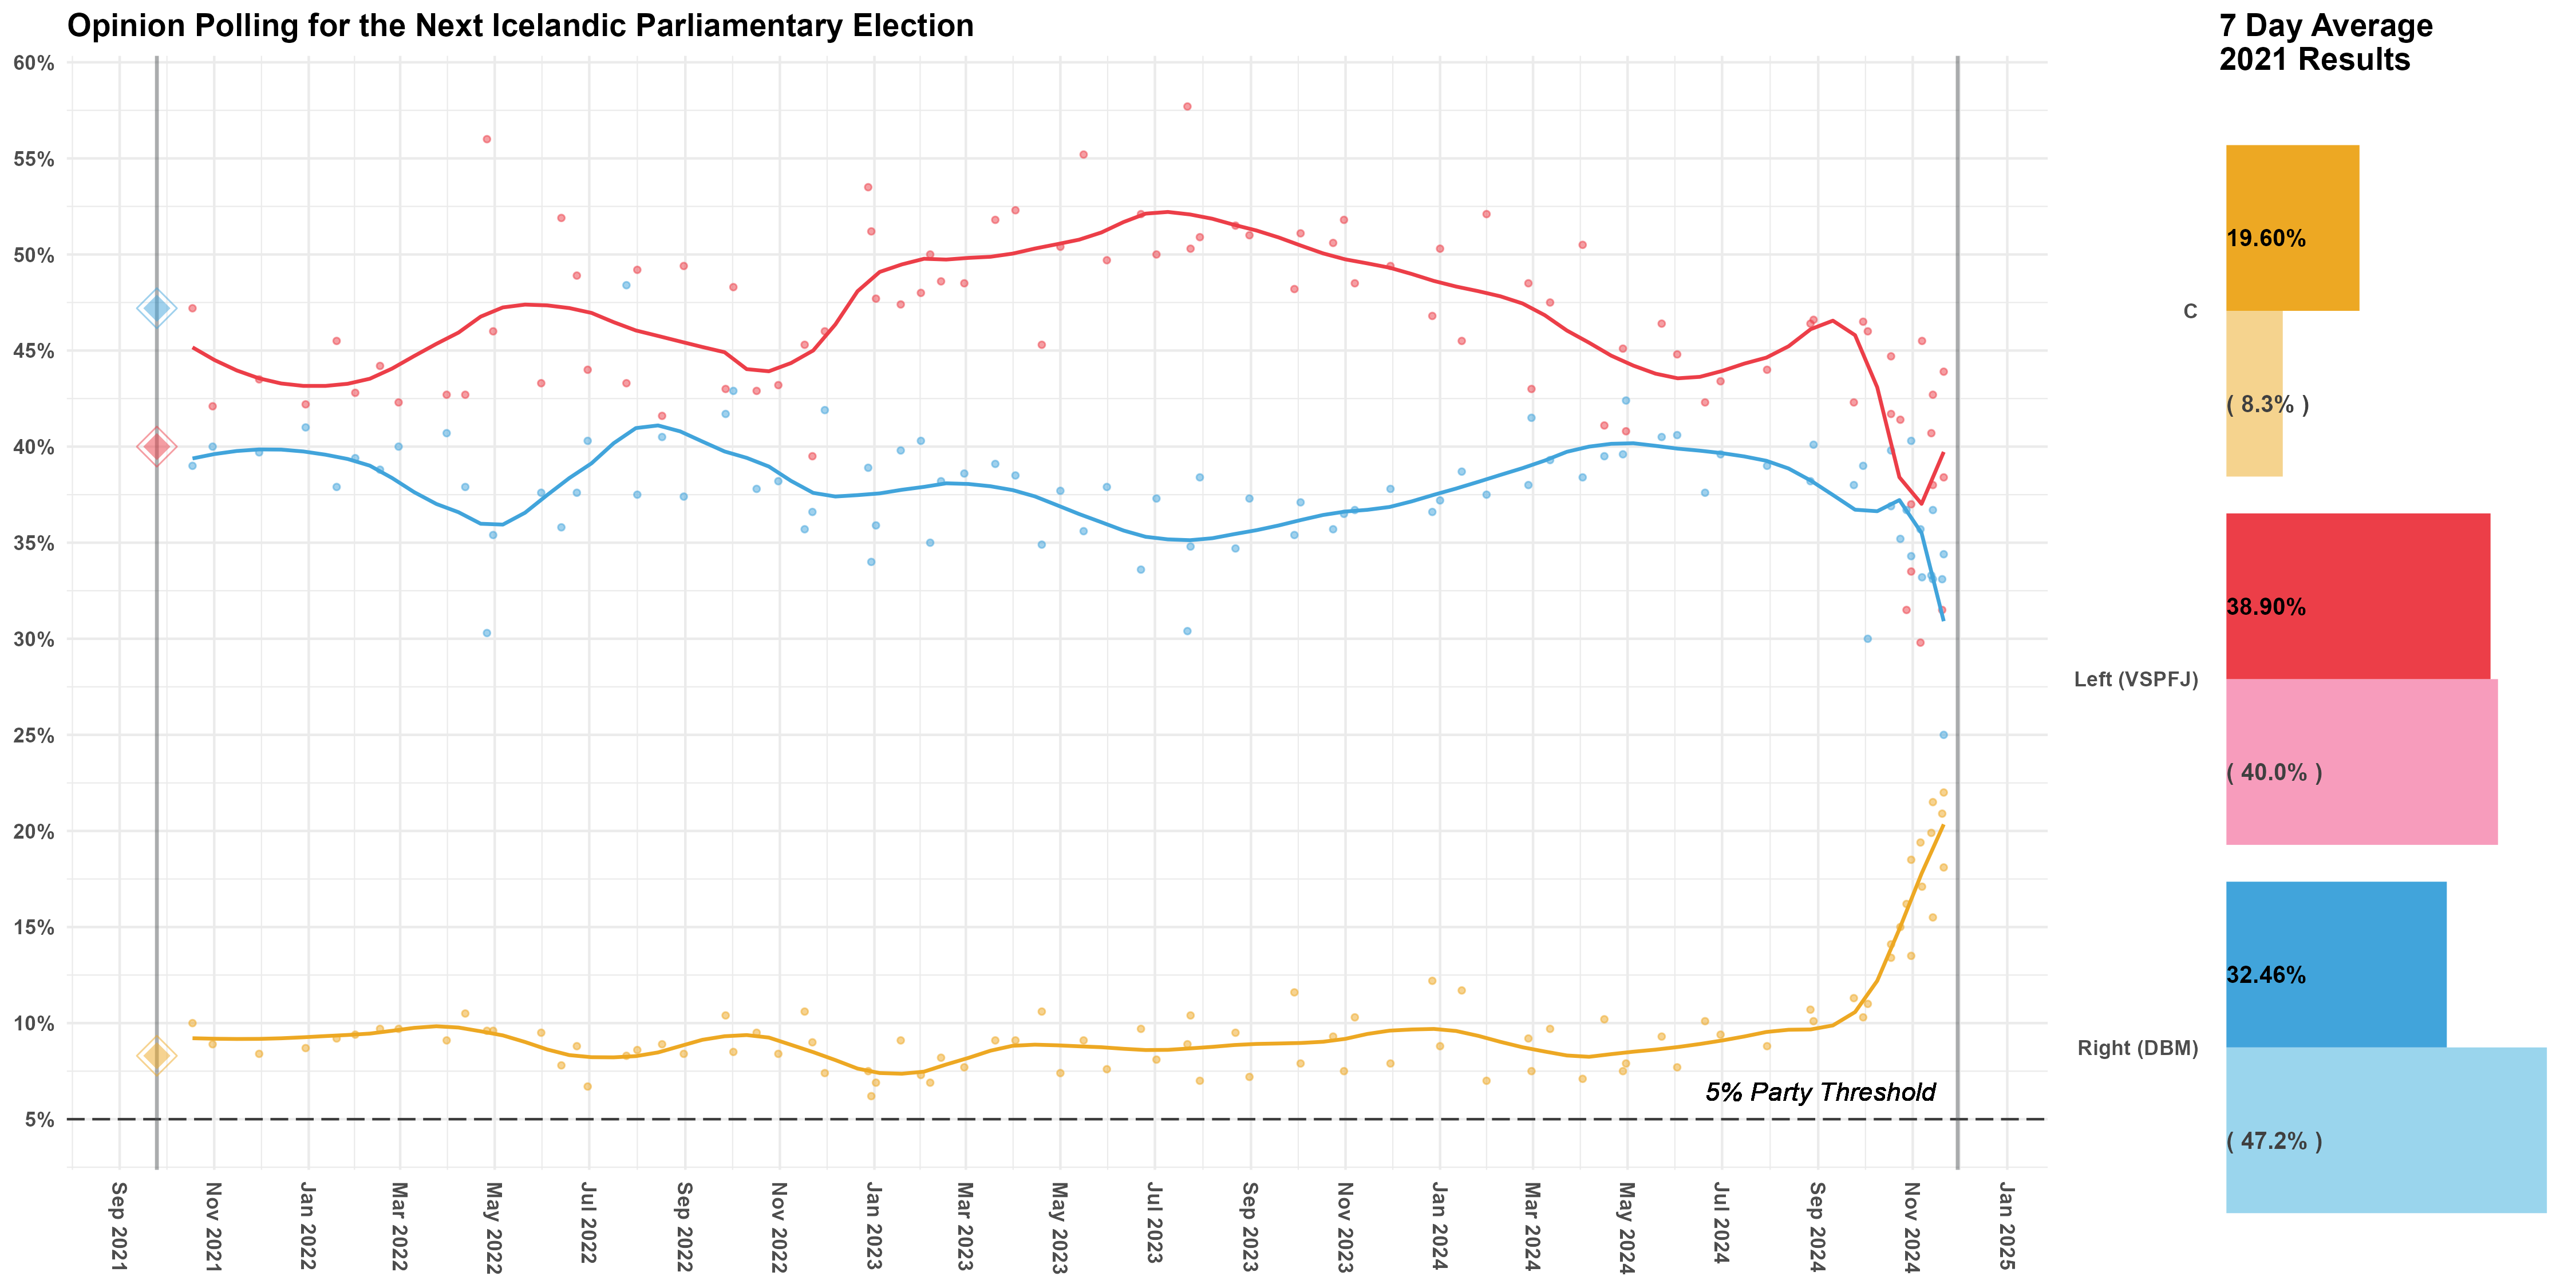 Opinion Polling for the Next Icelandic Parliamentary Election
7 Day Average
2021 Results
60%
55%
50%
45%
40%
35%
30%
25%
20%
15%
10%
5%
5% Party Threshold
Sep 2021
Nov 2021
Jan 2022
Mar 2022
May 2022
Jul 2022
Sep 2022
Nov 2022
Jan 2023
Mar 2023
May 2023
Jul 2023
Sep 2023
Nov 2023
Jan 2024
Mar 2024
May 2024
Jul 2024
Sep 2024
Nov 2024
Jan 2025
C
19.60%
( 8.3% )
Left (VSPFJ)
38.90%
( 40.0% )
Right (DBM)
32.46%
( 47.2% )